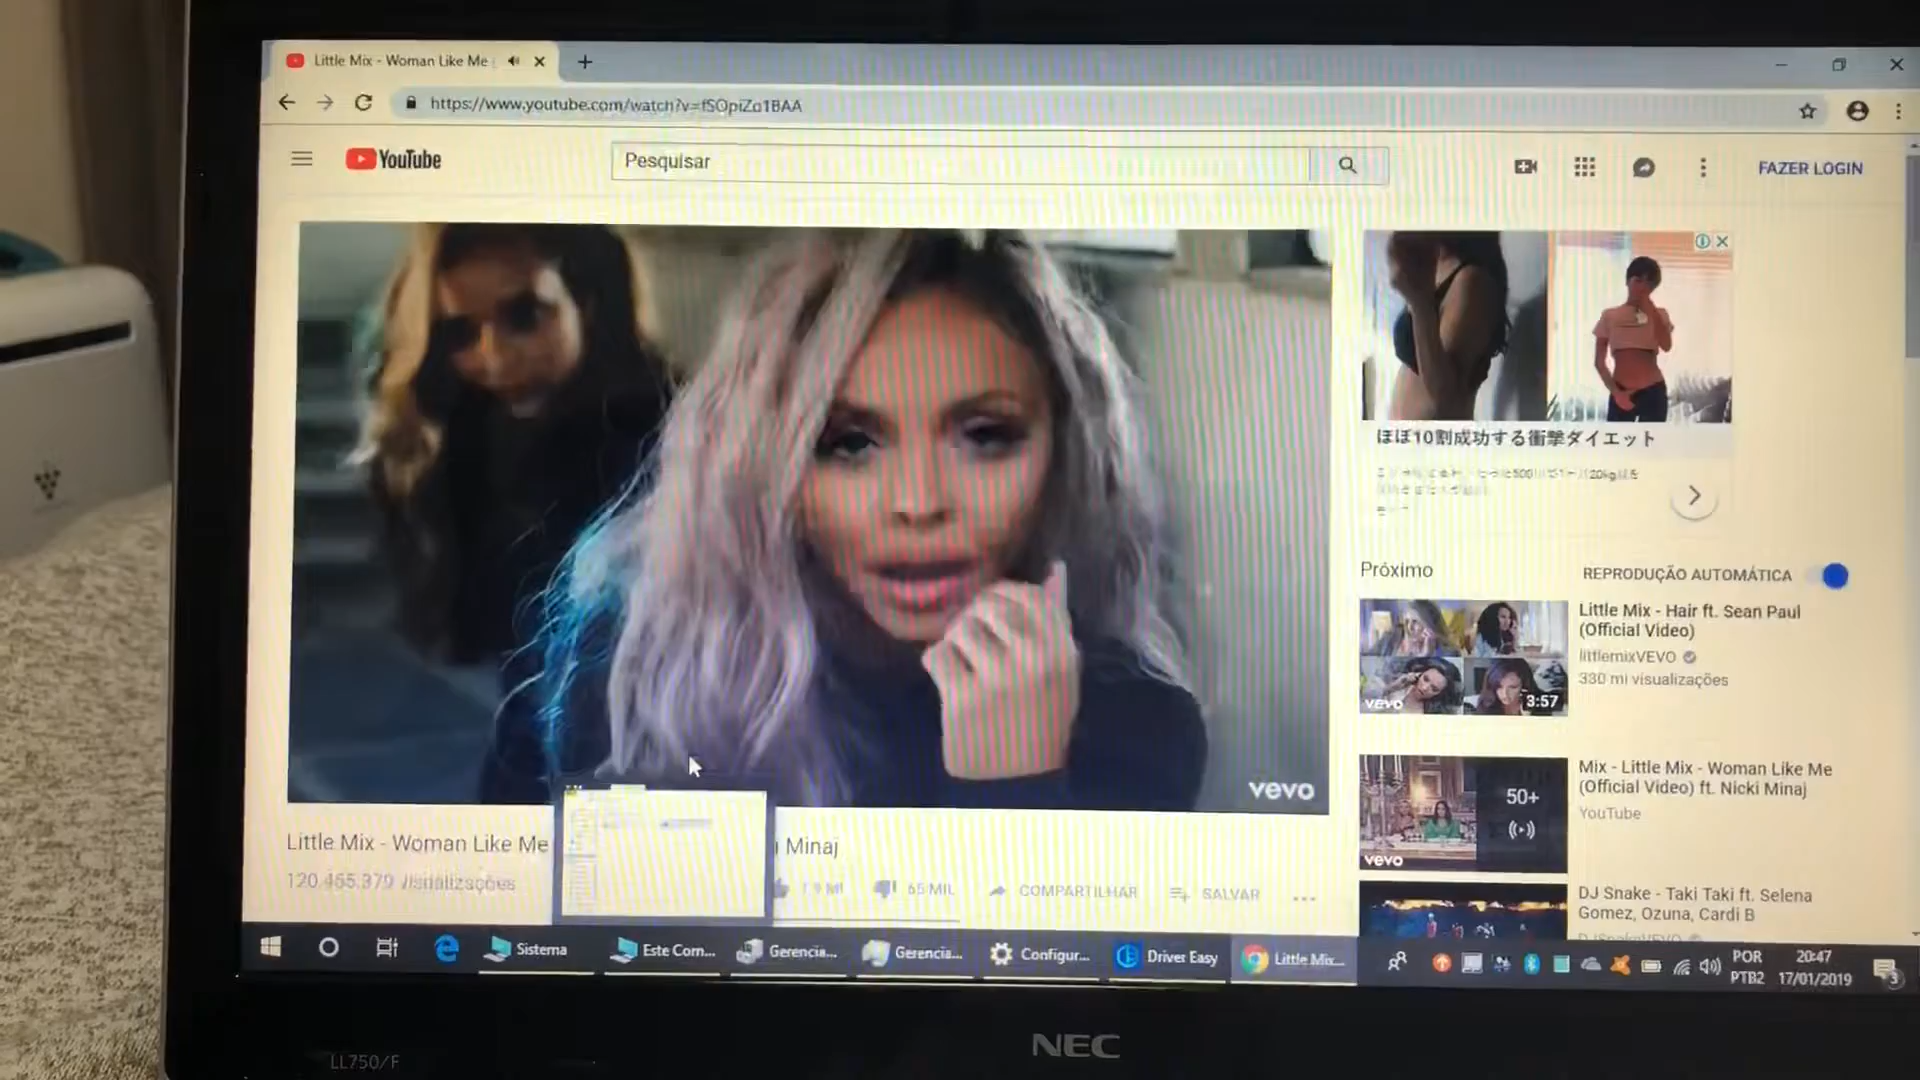 Little Mix - Woman Like Me
https://www.youtube.com/watch?v=fSOpiZo1BAA
YouTube
Pesquisar
FAZER LOGIN
vevo
ほぼ10割成功する衝撃ダイエット
Próximo
REPRODUÇÃO AUTOMÁTICA
Little Mix - Hair ft. Sean Paul
(Official Video)
littlemixVEVO
330 mi visualizações
vevo
3:57
Mix - Little Mix - Woman Like Me
(Official Video) ft. Nicki Minaj
YouTube
50+
vevo
DJ Snake - Taki Taki ft. Selena
Gomez, Ozuna, Cardi B
DJSnakeVEVO
Little Mix - Woman Like Me
i Minaj
120.465.379 visualizações
65 MIL
COMPARTILHAR
SALVAR
Sistema
Este Com...
Gerencia...
Gerencia...
Configur...
Driver Easy
Little Mix...
POR
PTB2
20:47
17/01/2019
3
NEC
LL750/F